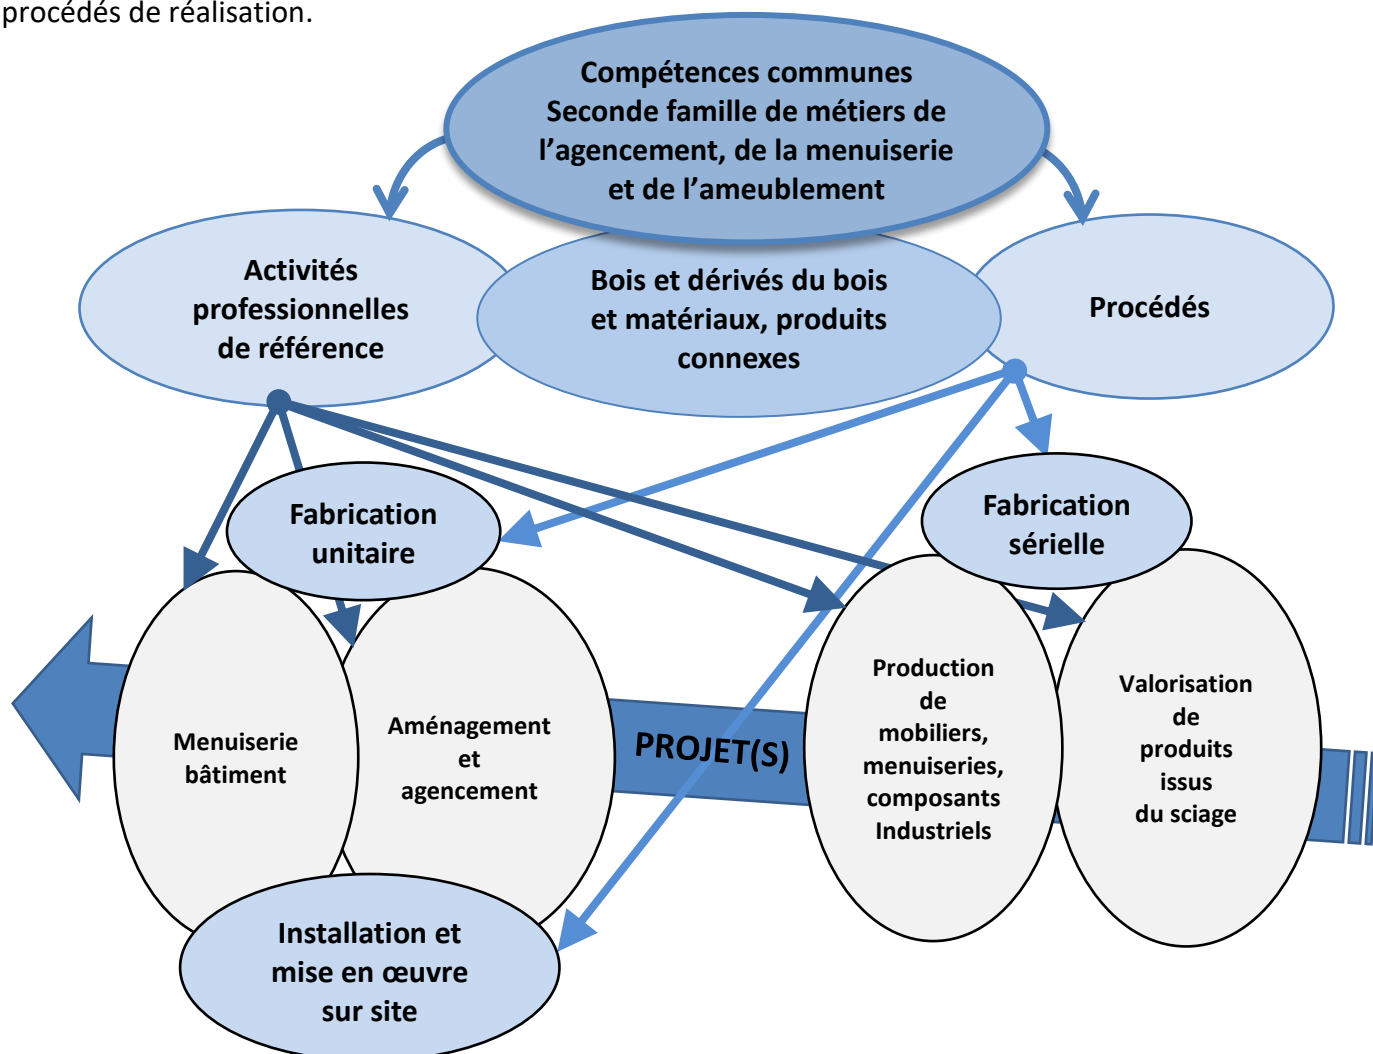 procédés de réalisation.
Compétences communes
Seconde famille de métiers de
l'agencement, de la menuiserie
et de l'ameublement
Activités
professionnelles
de référence
Bois et dérivés du bois
et matériaux, produits
connexes
Procédés
Fabrication
unitaire
Fabrication
sérielle
Menuiserie
bâtiment
Aménagement
et
agencement
PROJET(S)
Production
de
mobiliers,
menuiseries,
composants
Industriels
Valorisation
de
produits
issus
du sciage
Installation et
mise en œuvre
sur site